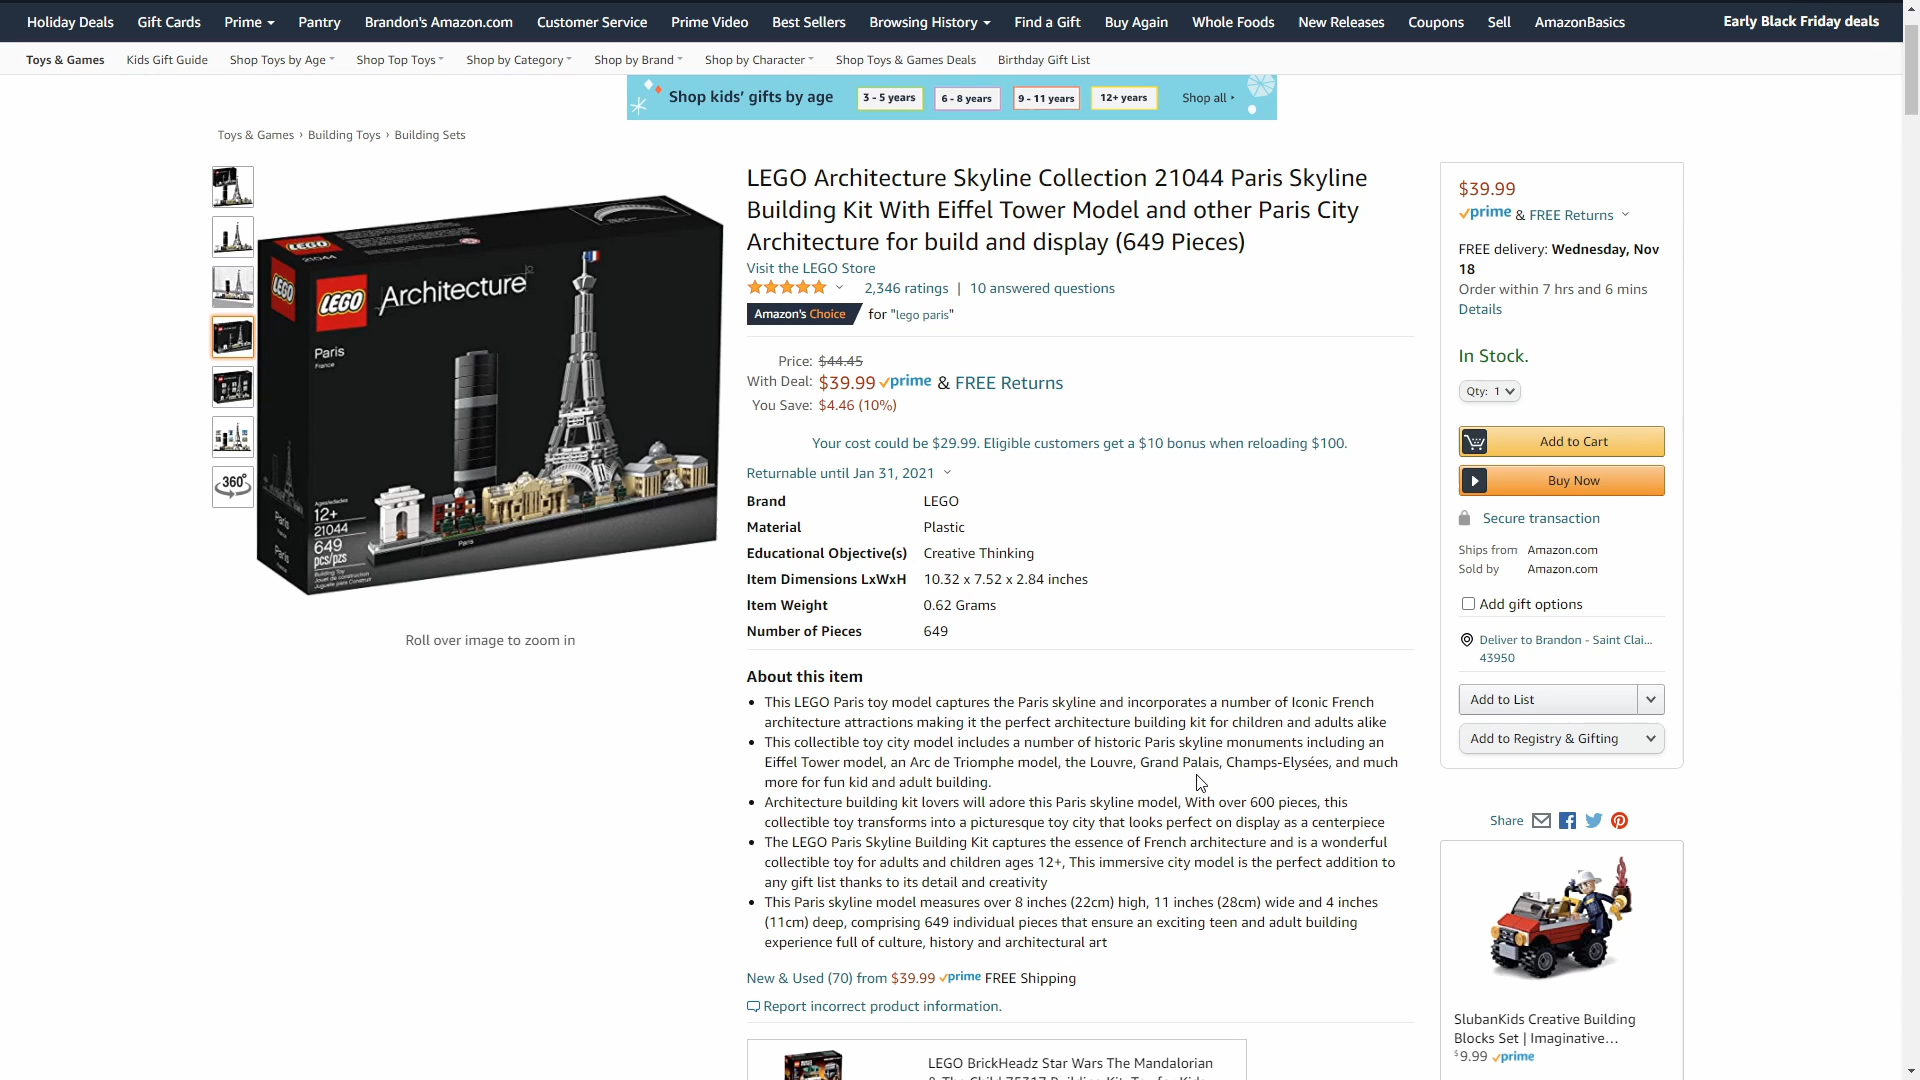 Holiday Deals Gift Cards Prime Pantry Brandon's Amazon.com Customer Service Prime Video Best Sellers Browsing History Find a Gift Buy Again Whole Foods New Releases Coupons Sell AmazonBasics Early Black Friday deals
Toys & Games Kids Gift Guide Shop Toys by Age Shop Top Toys Shop by Category Shop by Brand Shop by Character Shop Toys & Games Deals Birthday Gift List
Shop kids' gifts by age 3 - 5 years 6 - 8 years 9 - 11 years 12+ years Shop all ›
Toys & Games › Building Toys › Building Sets
360°
LEGO
21044
LEGO
LEGO Architecture
Paris
France
Ages/edades
12+
21044
649
pcs/pzs
Building Toy
Paris
Paris
Paris
Roll over image to zoom in
LEGO Architecture Skyline Collection 21044 Paris Skyline
Building Kit With Eiffel Tower Model and other Paris City
Architecture for build and display (649 Pieces)
Visit the LEGO Store
2,346 ratings | 10 answered questions
Amazon's Choice for "lego paris"
Price: $44.45
With Deal: $39.99 prime & FREE Returns
You Save: $4.46 (10%)
Your cost could be $29.99. Eligible customers get a $10 bonus when reloading $100.
Returnable until Jan 31, 2021
Brand LEGO
Material Plastic
Educational Objective(s) Creative Thinking
Item Dimensions LxWxH 10.32 x 7.52 x 2.84 inches
Item Weight 0.62 Grams
Number of Pieces 649
About this item
• This LEGO Paris toy model captures the Paris skyline and incorporates a number of Iconic French
architecture attractions making it the perfect architecture building kit for children and adults alike
• This collectible toy city model includes a number of historic Paris skyline monuments including an
Eiffel Tower model, an Arc de Triomphe model, the Louvre, Grand Palais, Champs-Elysées, and much
more for fun kid and adult building.
• Architecture building kit lovers will adore this Paris skyline model, With over 600 pieces, this
collectible toy transforms into a picturesque toy city that looks perfect on display as a centerpiece
• The LEGO Paris Skyline Building Kit captures the essence of French architecture and is a wonderful
collectible toy for adults and children ages 12+, This immersive city model is the perfect addition to
any gift list thanks to its detail and creativity
• This Paris skyline model measures over 8 inches (22cm) high, 11 inches (28cm) wide and 4 inches
(11cm) deep, comprising 649 individual pieces that ensure an exciting teen and adult building
experience full of culture, history and architectural art
New & Used (70) from $39.99 prime FREE Shipping
Report incorrect product information.
LEGO BrickHeadz Star Wars The Mandalorian
$39.99
prime & FREE Returns
FREE delivery: Wednesday, Nov
18
Order within 7 hrs and 6 mins
Details
In Stock.
Qty: 1
Add to Cart
Buy Now
Secure transaction
Ships from Amazon.com
Sold by Amazon.com
Add gift options
Deliver to Brandon - Saint Clai...
43950
Add to List
Add to Registry & Gifting
Share
SlubanKids Creative Building
Blocks Set | Imaginative...
$9.99 prime